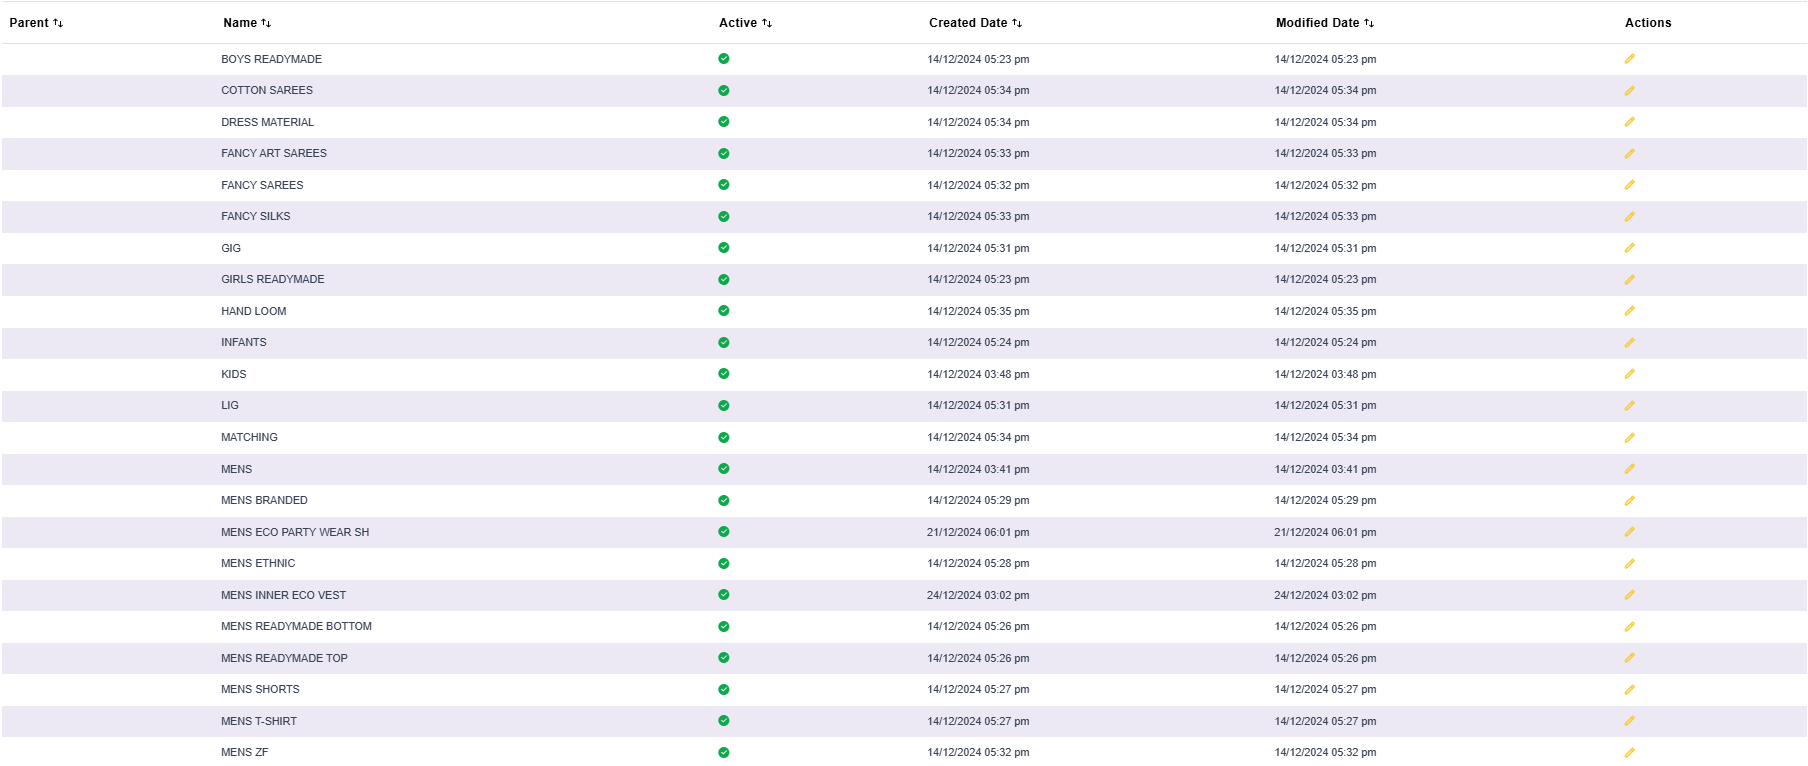 Parent Name Active Created Date Modified Date Actions
BOYS READYMADE 14/12/2024 05:23 pm 14/12/2024 05:23 pm
COTTON SAREES 14/12/2024 05:34 pm 14/12/2024 05:34 pm
DRESS MATERIAL 14/12/2024 05:34 pm 14/12/2024 05:34 pm
FANCY ART SAREES 14/12/2024 05:33 pm 14/12/2024 05:33 pm
FANCY SAREES 14/12/2024 05:32 pm 14/12/2024 05:32 pm
FANCY SILKS 14/12/2024 05:33 pm 14/12/2024 05:33 pm
GIG 14/12/2024 05:31 pm 14/12/2024 05:31 pm
GIRLS READYMADE 14/12/2024 05:23 pm 14/12/2024 05:23 pm
HAND LOOM 14/12/2024 05:35 pm 14/12/2024 05:35 pm
INFANTS 14/12/2024 05:24 pm 14/12/2024 05:24 pm
KIDS 14/12/2024 03:48 pm 14/12/2024 03:48 pm
LIG 14/12/2024 05:31 pm 14/12/2024 05:31 pm
MATCHING 14/12/2024 05:34 pm 14/12/2024 05:34 pm
MENS 14/12/2024 03:41 pm 14/12/2024 03:41 pm
MENS BRANDED 14/12/2024 05:29 pm 14/12/2024 05:29 pm
MENS ECO PARTY WEAR SH 21/12/2024 06:01 pm 21/12/2024 06:01 pm
MENS ETHNIC 14/12/2024 05:28 pm 14/12/2024 05:28 pm
MENS INNER ECO VEST 24/12/2024 03:02 pm 24/12/2024 03:02 pm
MENS READYMADE BOTTOM 14/12/2024 05:26 pm 14/12/2024 05:26 pm
MENS READYMADE TOP 14/12/2024 05:26 pm 14/12/2024 05:26 pm
MENS SHORTS 14/12/2024 05:27 pm 14/12/2024 05:27 pm
MENS T-SHIRT 14/12/2024 05:27 pm 14/12/2024 05:27 pm
MENS ZF 14/12/2024 05:32 pm 14/12/2024 05:32 pm